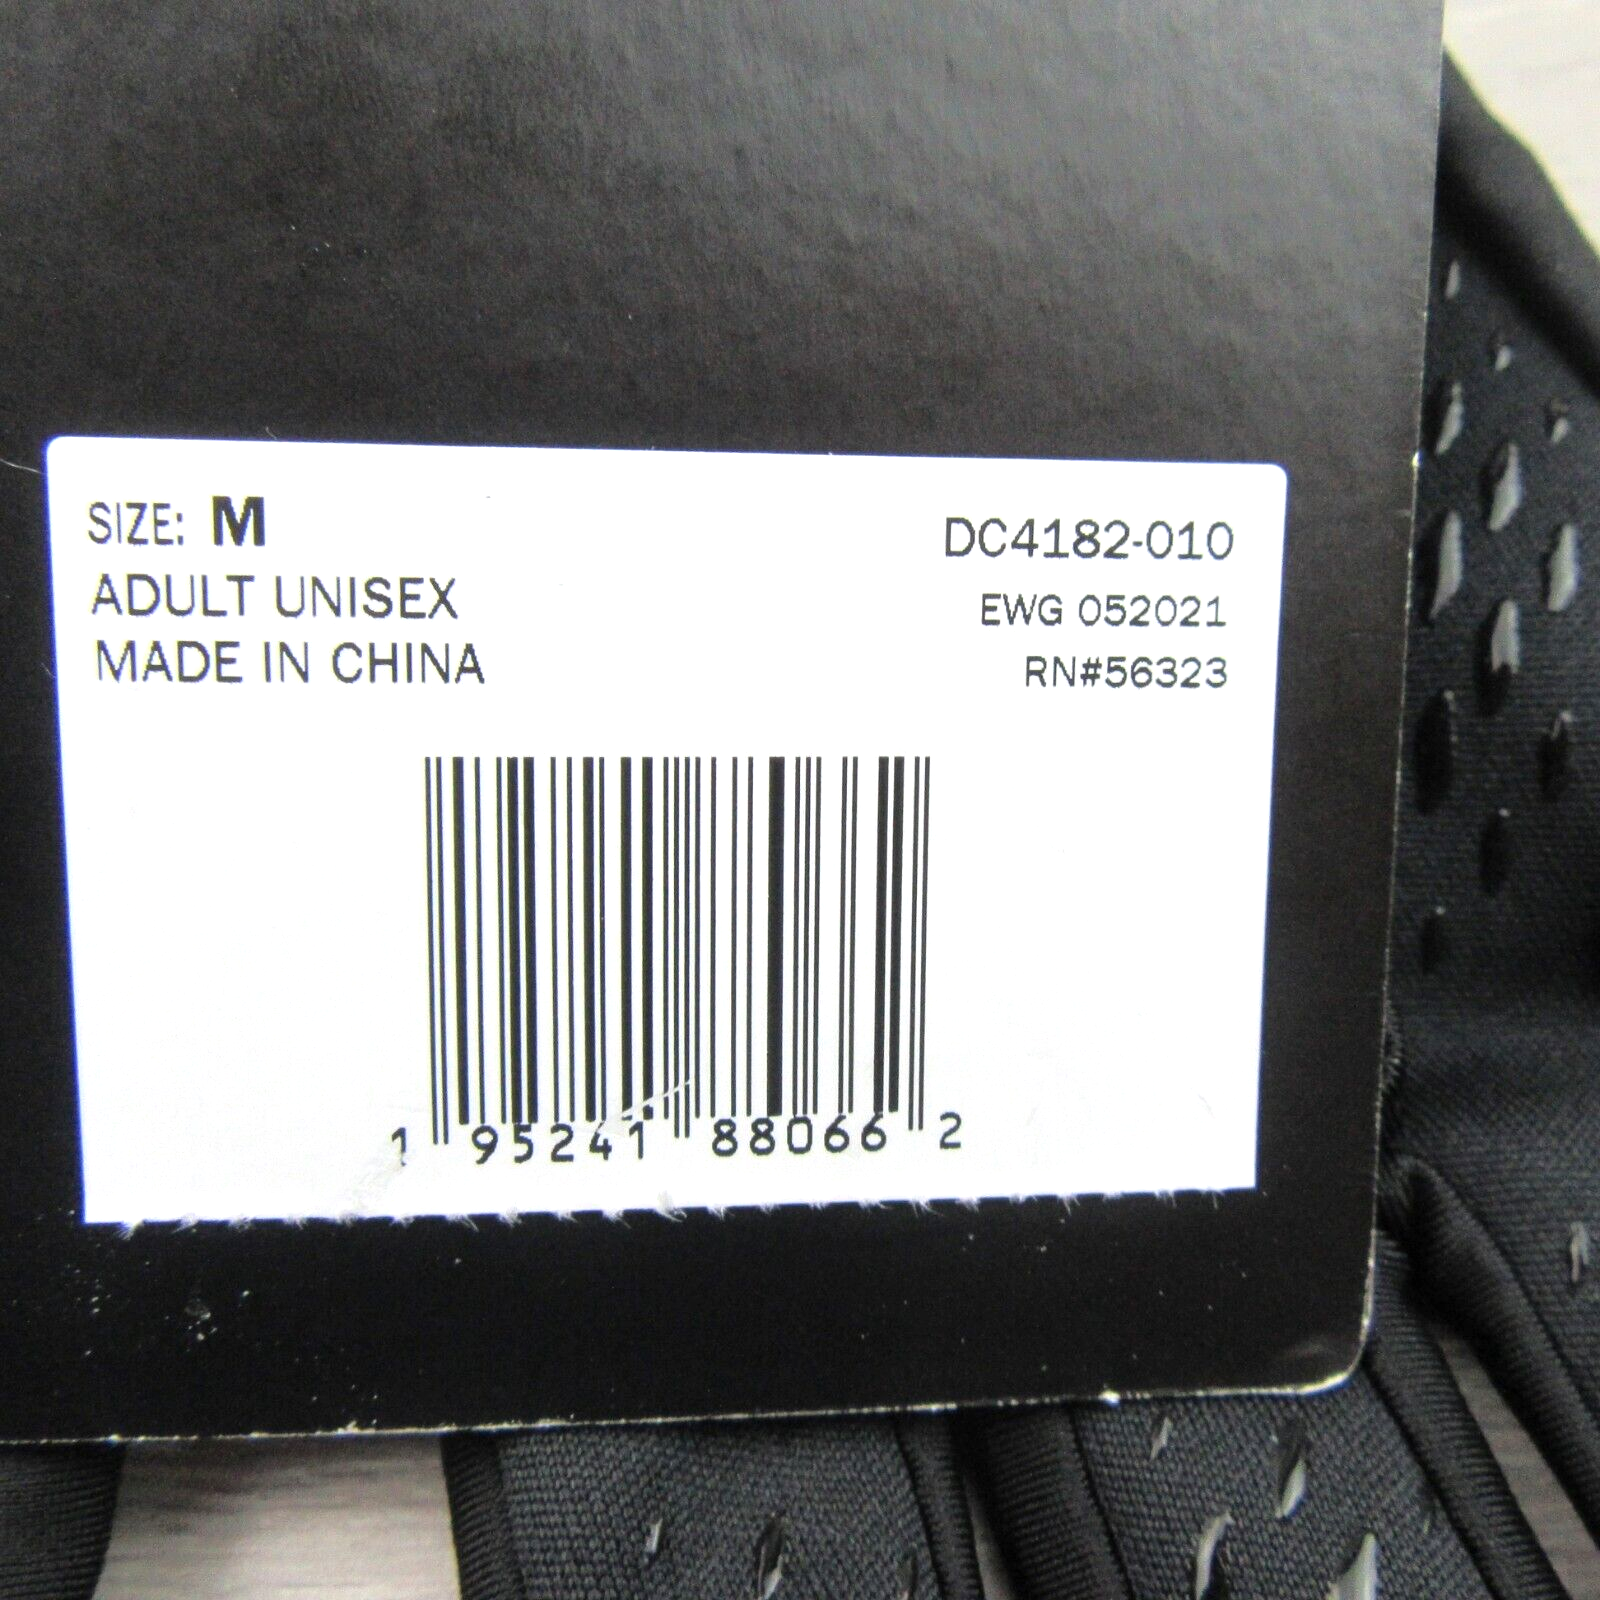 SIZE: M
ADULT UNISEX
MADE IN CHINA
DC4182-010
EWG 052021
RN#56323
1 95241 88066 2